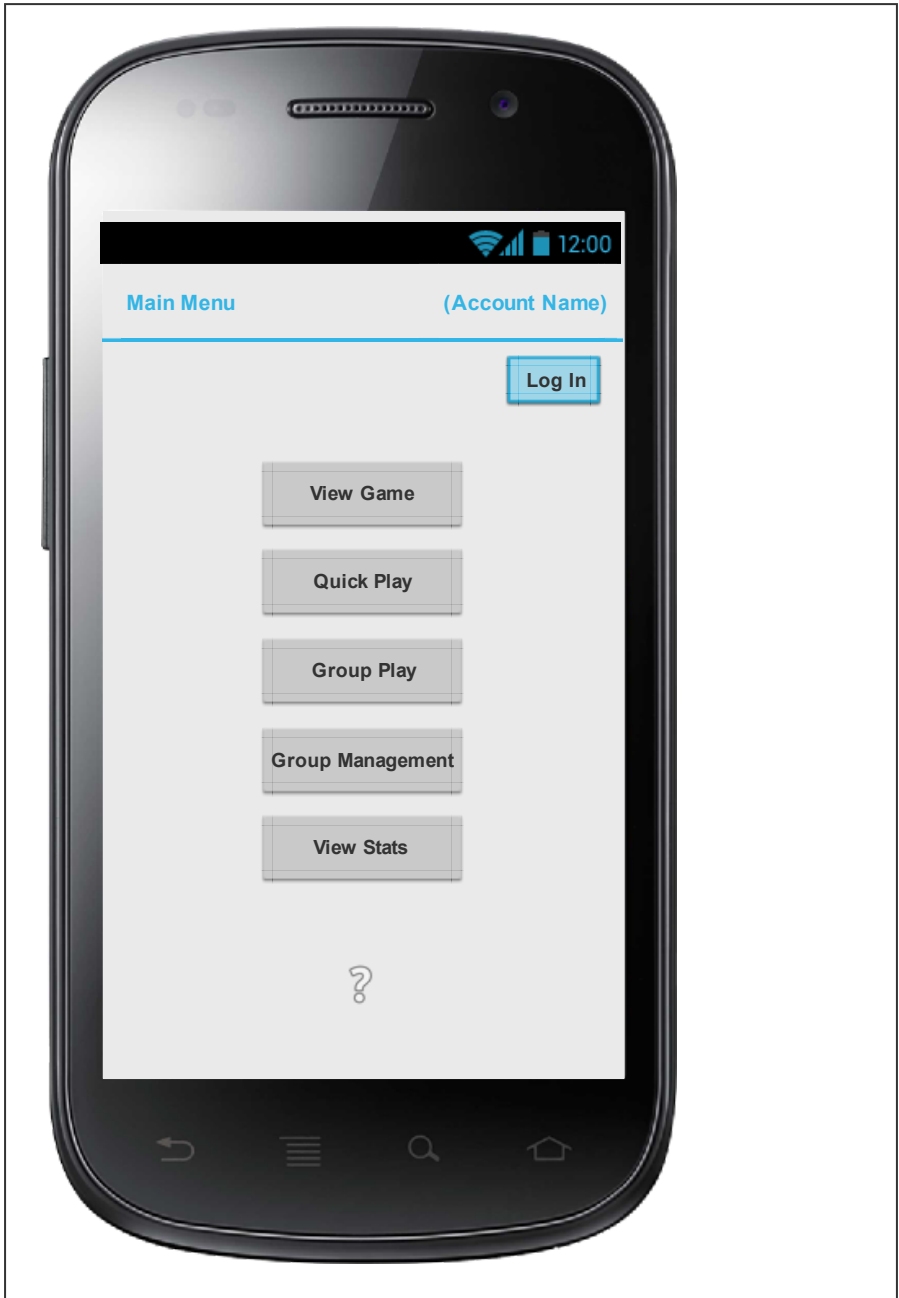 12:00
Main Menu (Account Name)
Log In
View Game
Quick Play
Group Play
Group Management
View Stats
?